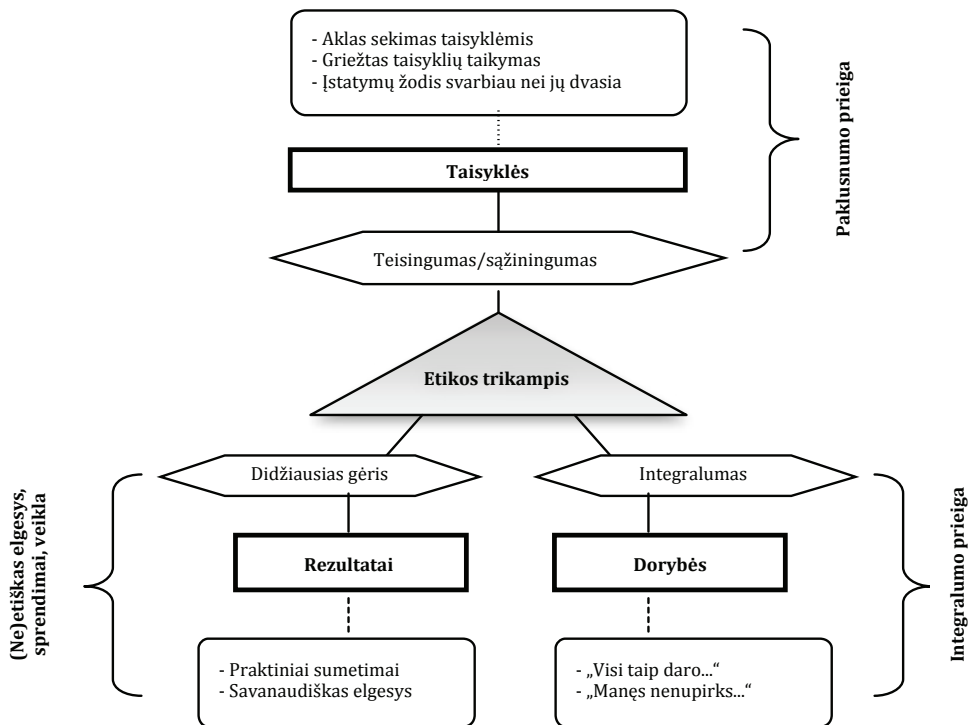 - Aklas sekimas taisyklėmis
- Griežtas taisyklių taikymas
- Įstatymų žodis svarbiau nei jų dvasia
Taisyklės
Teisingumas/sąžiningumas
Paklusnumo prieiga
Etikos trikampis
Didžiausias gėris
Integralumas
Rezultatai
Dorybės
- Praktiniai sumetimai
- Savanaudiškas elgesys
- „Visi taip daro...“
- „Manęs nenupirks...“
(Ne)etiškas elgesys,
sprendimai, veikla
Integralumo prieiga